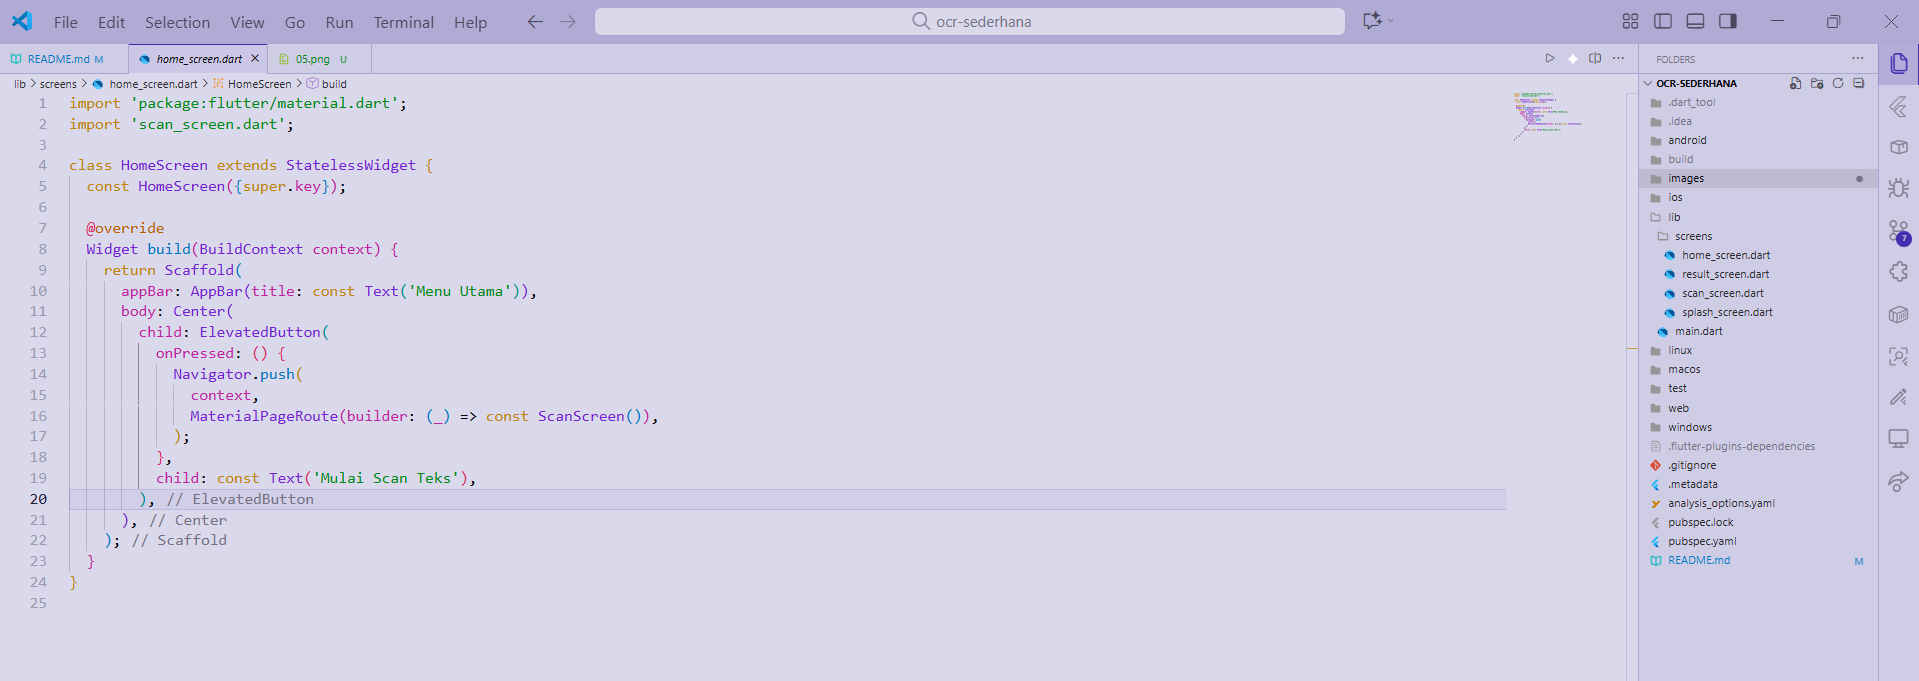 File Edit Selection View Go Run Terminal Help
ocr-sederhana
README.md M
home_screen.dart
05.png U
lib > screens > home_screen.dart > HomeScreen > build
1 import 'package:flutter/material.dart';
2 import 'scan_screen.dart';
3
4 class HomeScreen extends StatelessWidget {
5 const HomeScreen({super.key});
6
7 @override
8 Widget build(BuildContext context) {
9 return Scaffold(
10 appBar: AppBar(title: const Text('Menu Utama')),
11 body: Center(
12 child: ElevatedButton(
13 onPressed: () {
14 Navigator.push(
15 context,
16 MaterialPageRoute(builder: (_) => const ScanScreen()),
17 );
18 },
19 child: const Text('Mulai Scan Teks'),
20 ), // ElevatedButton
21 ), // Center
22 ); // Scaffold
23 }
24 }
25
FOLDERS
OCR-SEDERHANA
.dart_tool
.idea
android
build
images
ios
lib
screens
home_screen.dart
result_screen.dart
scan_screen.dart
splash_screen.dart
main.dart
linux
macos
test
web
windows
.flutter-plugins-dependencies
.gitignore
.metadata
analysis_options.yaml
pubspec.lock
pubspec.yaml
README.md M
7